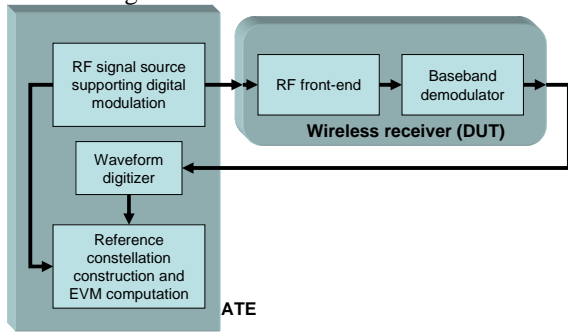 RF signal source
supporting digital
modulation
RF front-end
Baseband
demodulator
Wireless receiver (DUT)
Waveform
digitizer
Reference
constellation
construction and
EVM computation
ATE